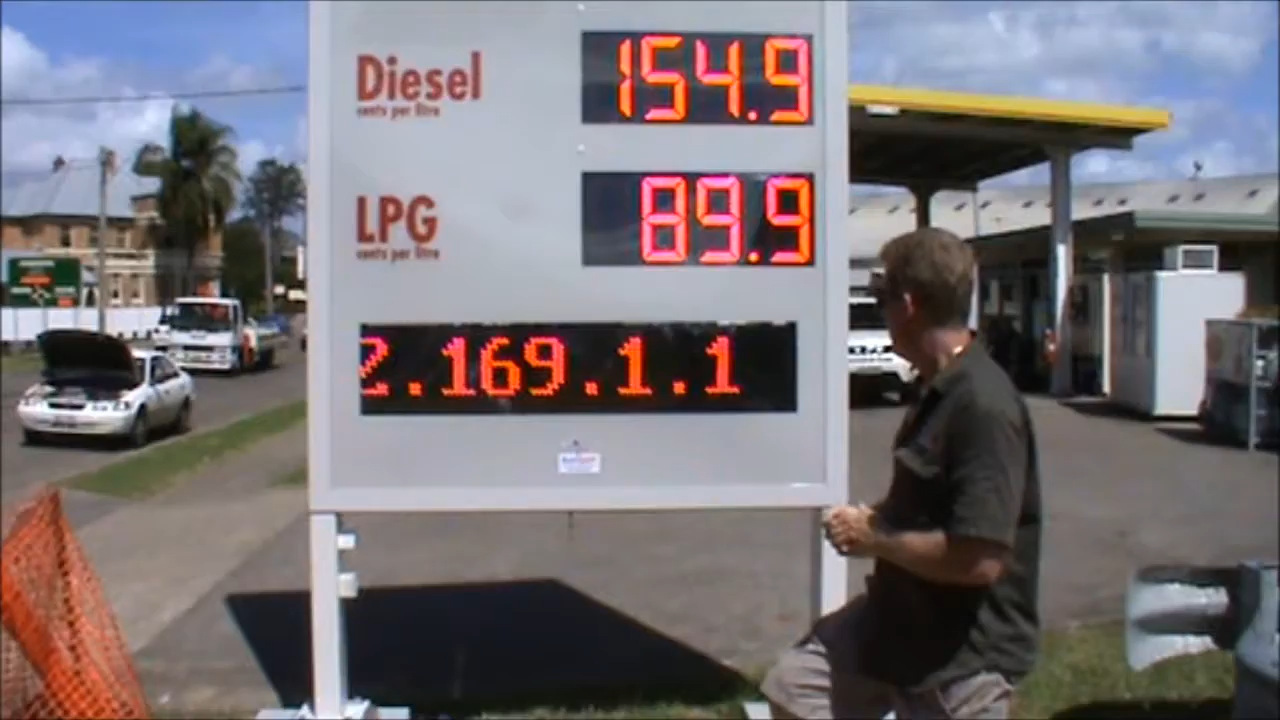 Diesel
cents per litre
154.9
LPG
cents per litre
89.9
2.169.1.1